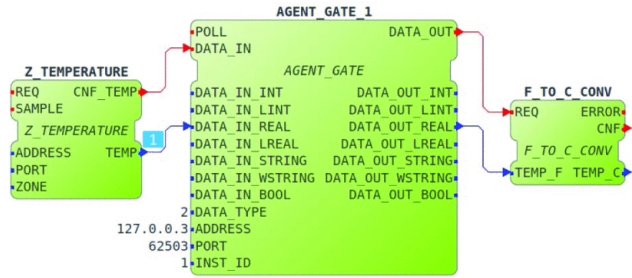 AGENT_GATE_1
POLL DATA_OUT
DATA_IN
AGENT_GATE
DATA_IN_INT DATA_OUT_INT
DATA_IN_LINT DATA_OUT_LINT
DATA_IN_REAL DATA_OUT_REAL
DATA_IN_LREAL DATA_OUT_LREAL
DATA_IN_STRING DATA_OUT_STRING
DATA_IN_WSTRING DATA_OUT_WSTRING
DATA_IN_BOOL DATA_OUT_BOOL
2 DATA_TYPE
127.0.0.3 ADDRESS
62503 PORT
1 INST_ID
Z_TEMPERATURE
REQ CNF_TEMP
SAMPLE
Z_TEMPERATURE
ADDRESS TEMP
PORT
ZONE
1
F_TO_C_CONV
REQ ERROR
CNF
F_TO_C_CONV
TEMP_F TEMP_C